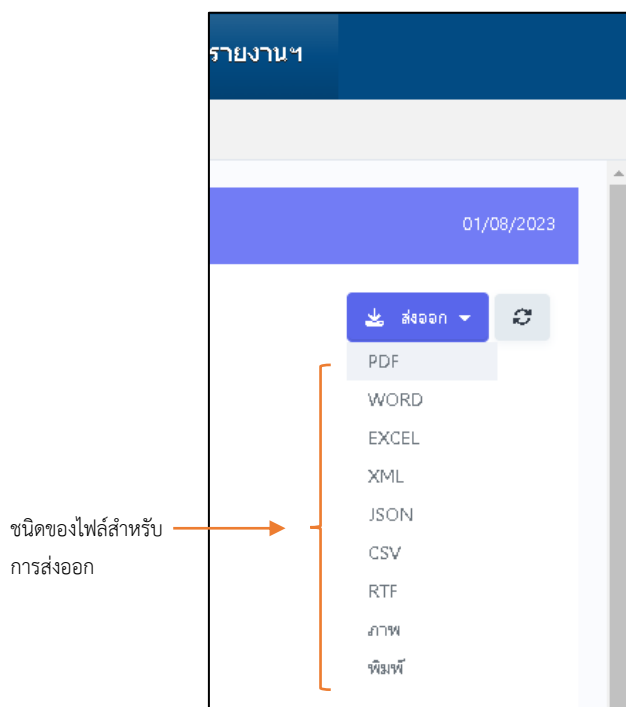 รายงานฯ
01/08/2023
ส่งออก
PDF
WORD
EXCEL
XML
JSON
CSV
RTF
ภาพ
พิมพ์
ชนิดของไฟล์สำหรับ
การส่งออก